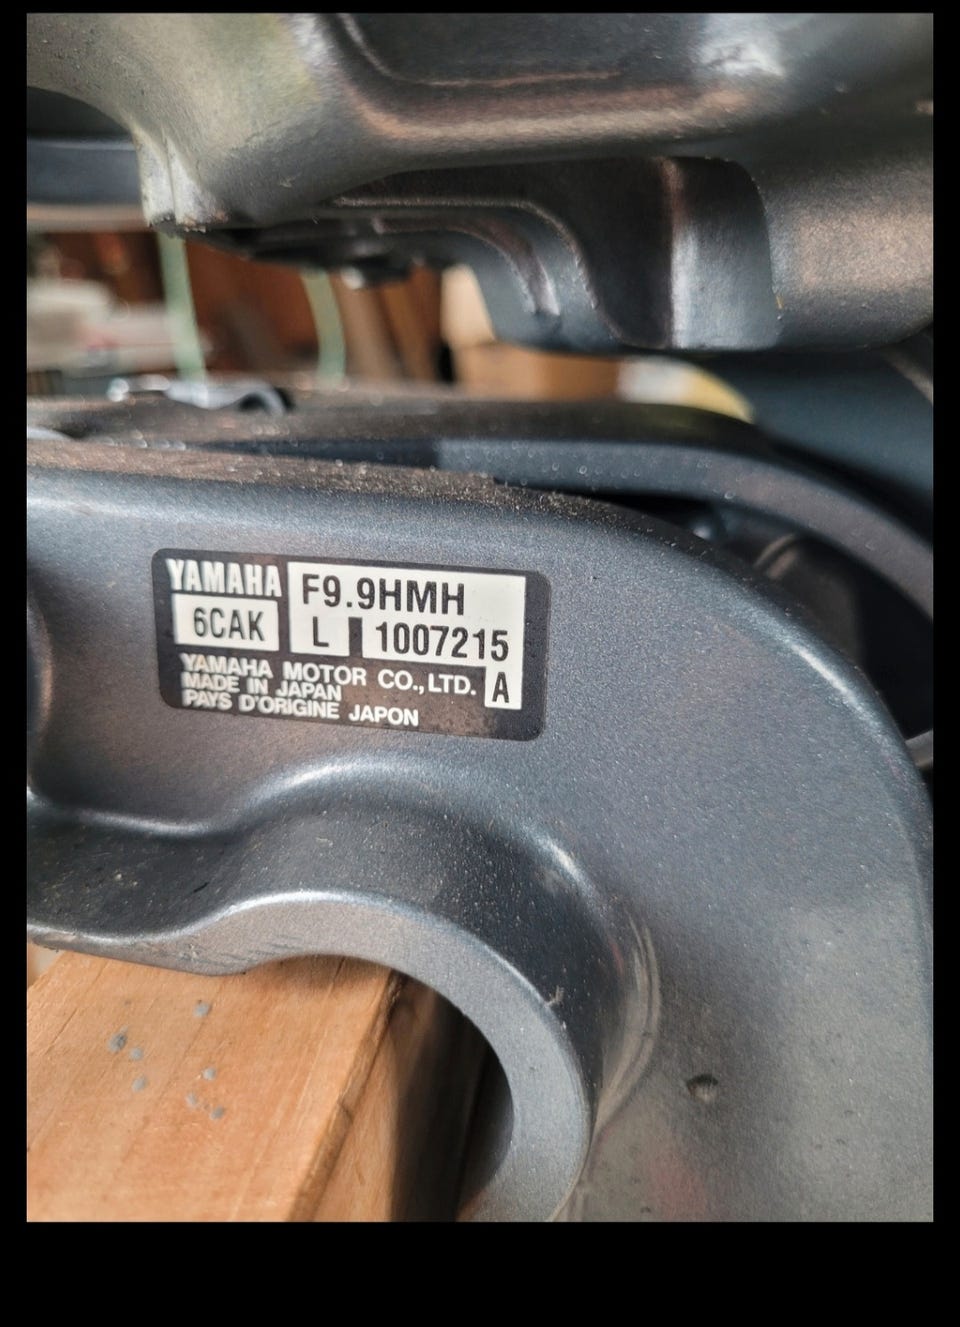 YAMAHA F9.9HMH
6CAK L 1007215
YAMAHA MOTOR CO.,LTD. A
MADE IN JAPAN
PAYS D'ORIGINE JAPON